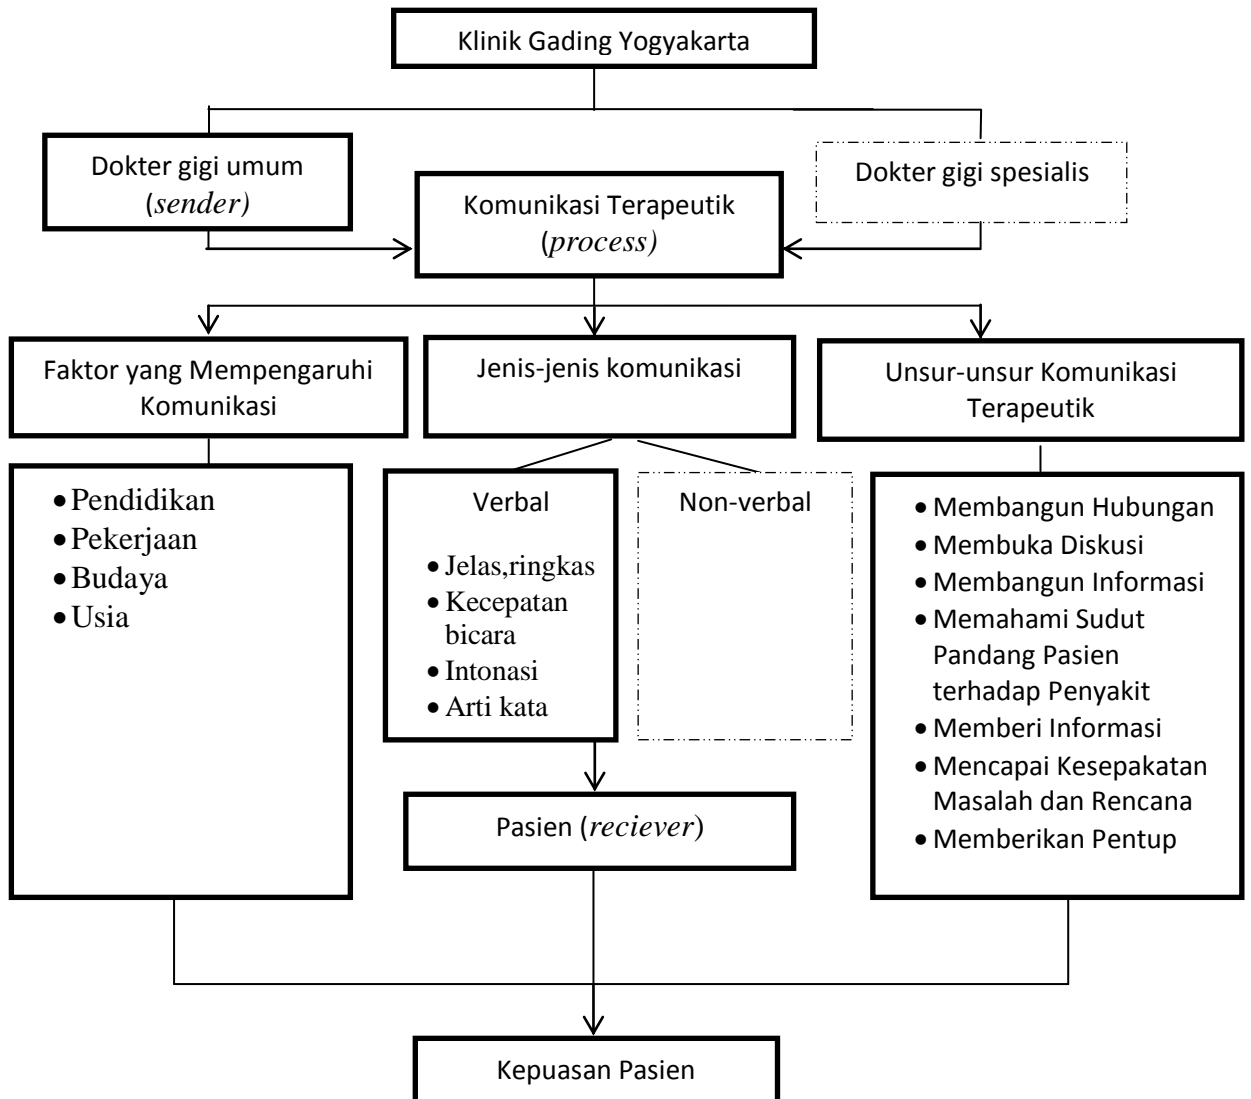 Klinik Gading Yogyakarta
Dokter gigi umum
(sender)
Dokter gigi spesialis
Komunikasi Terapeutik
(process)
Faktor yang Mempengaruhi
Komunikasi
Jenis-jenis komunikasi
Unsur-unsur Komunikasi
Terapeutik
• Pendidikan
• Pekerjaan
• Budaya
• Usia
Verbal
• Jelas,ringkas
• Kecepatan
bicara
• Intonasi
• Arti kata
Non-verbal
• Membangun Hubungan
• Membuka Diskusi
• Membangun Informasi
• Memahami Sudut
Pandang Pasien
terhadap Penyakit
• Memberi Informasi
• Mencapai Kesepakatan
Masalah dan Rencana
• Memberikan Pentup
Pasien (reciever)
Kepuasan Pasien